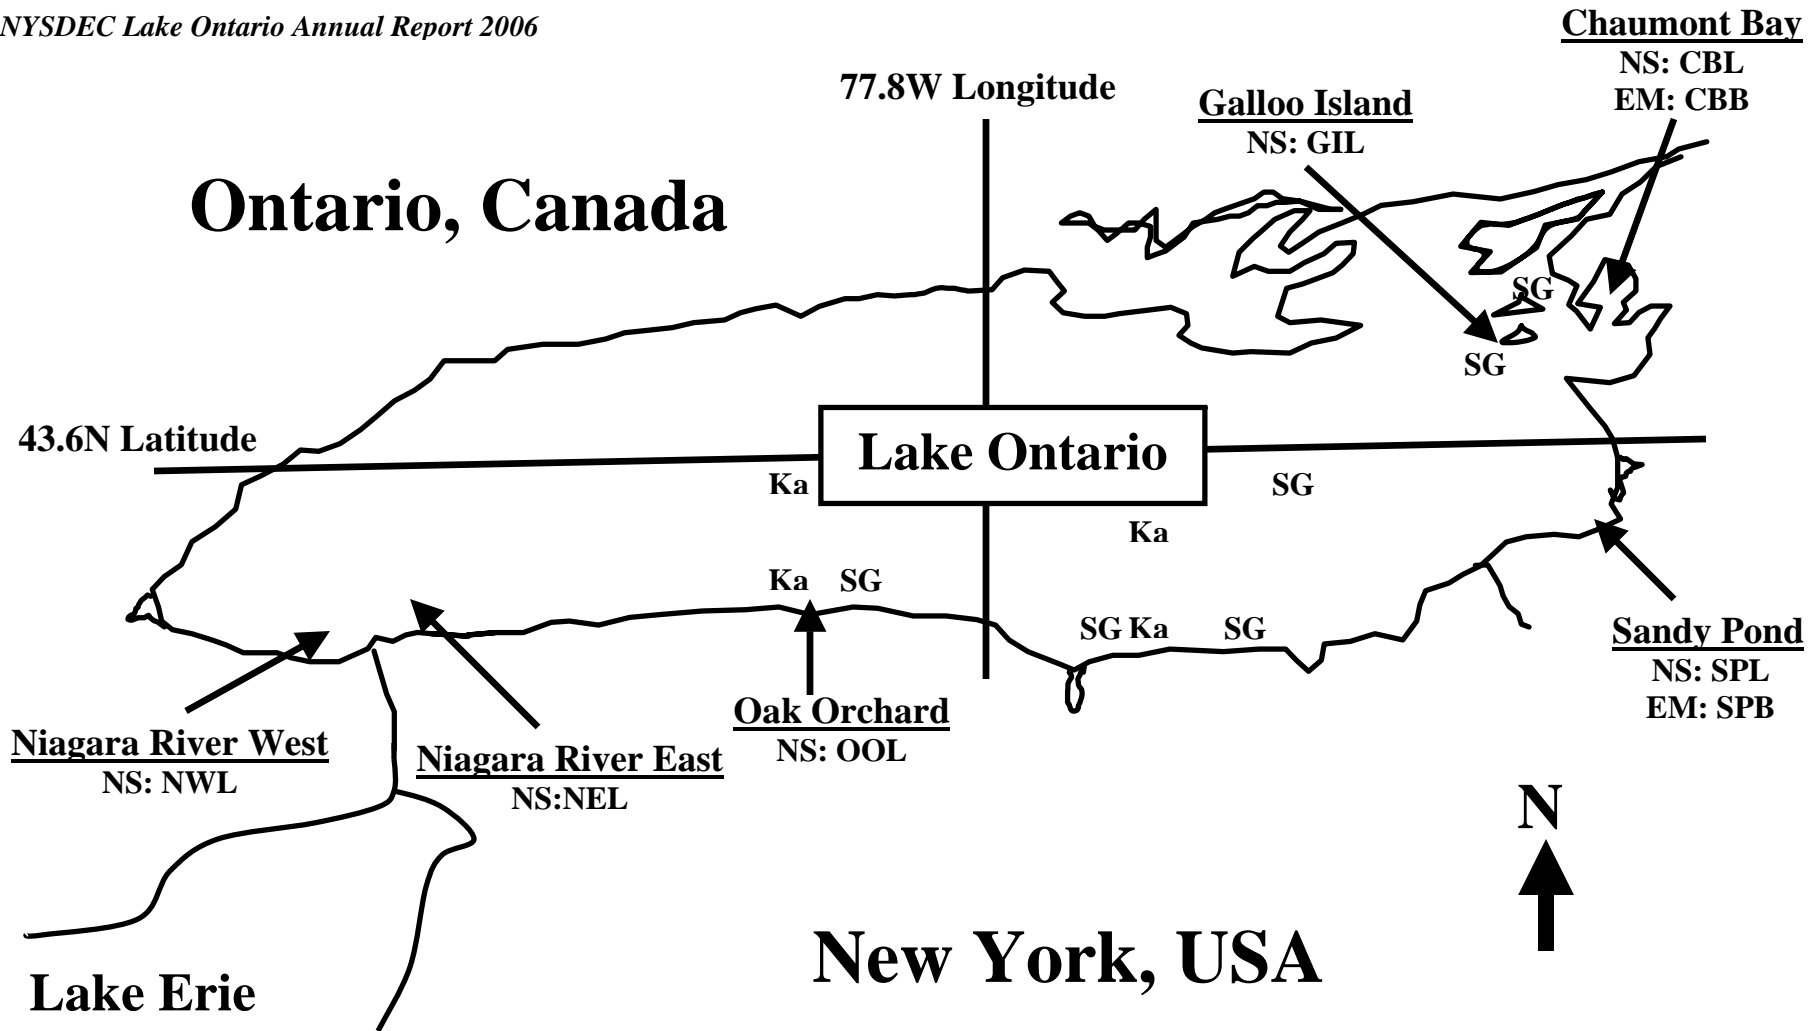 NYSDEC Lake Ontario Annual Report 2006
Chaumont Bay
NS: CBL
EM: CBB
77.8W Longitude
Galloo Island
NS: GIL
Ontario, Canada
SG
SG
43.6N Latitude
Lake Ontario
Ka
SG
Ka
Ka SG
SG Ka SG
Sandy Pond
NS: SPL
EM: SPB
Oak Orchard
NS: OOL
Niagara River West
NS: NWL
Niagara River East
NS:NEL
N
New York, USA
Lake Erie